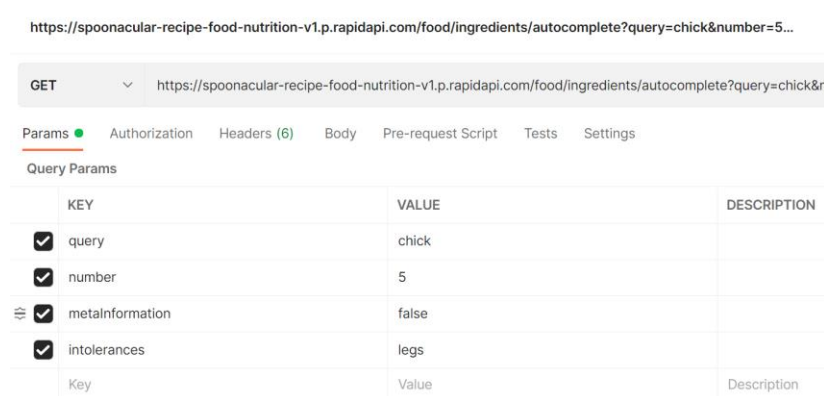 https://spoonacular-recipe-food-nutrition-v1.p.rapidapi.com/food/ingredients/autocomplete?query=chick&number=5...
GET https://spoonacular-recipe-food-nutrition-v1.p.rapidapi.com/food/ingredients/autocomplete?query=chick&
Params Authorization Headers (6) Body Pre-request Script Tests Settings
Query Params
KEY VALUE DESCRIPTION
query chick
number 5
metaInformation false
intolerances legs
Key Value Description